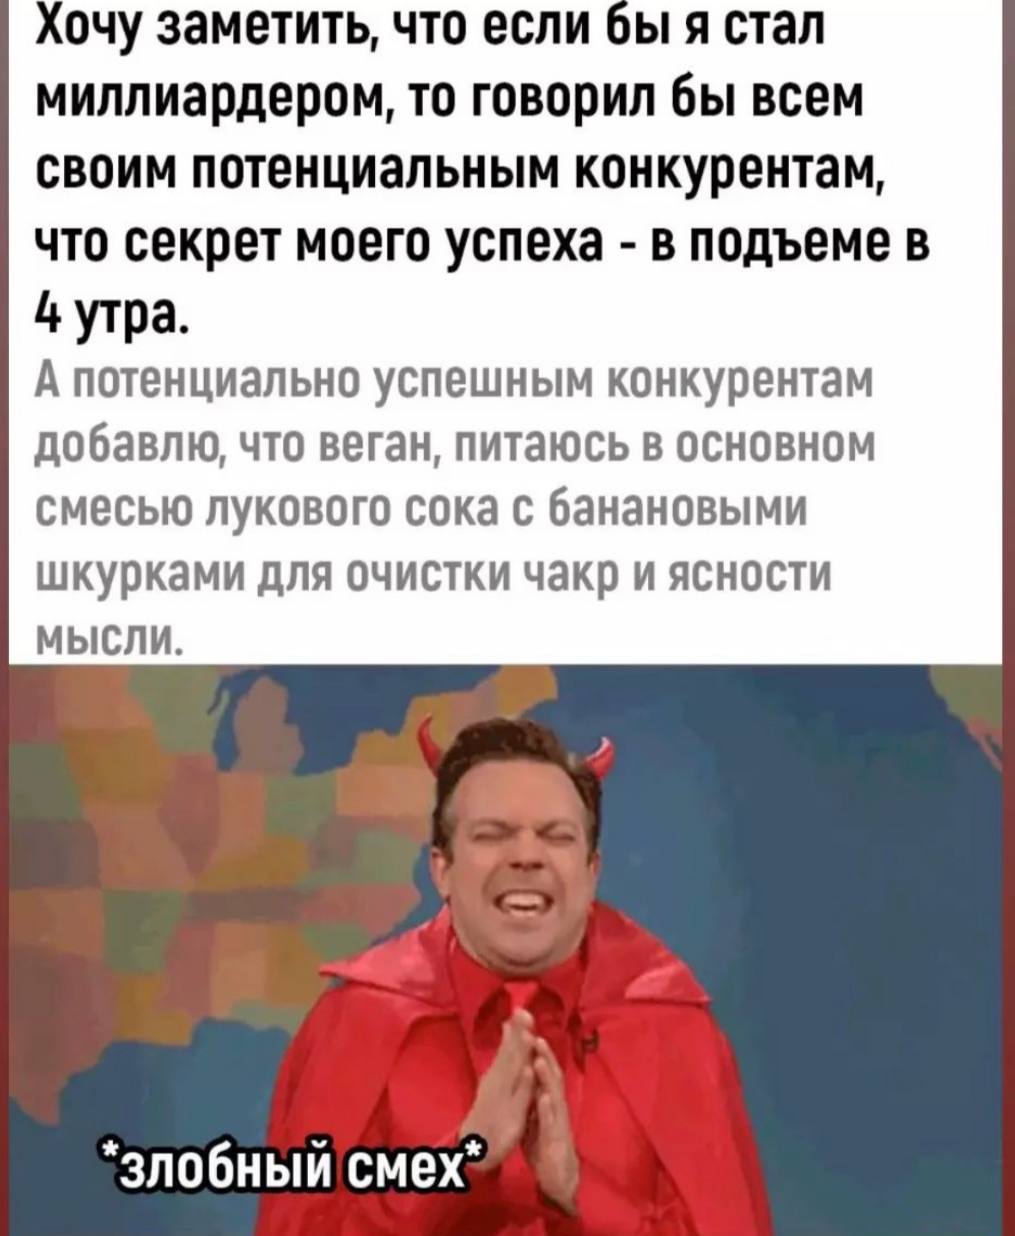 Хочу заметить, что если бы я стал
миллиардером, то говорил бы всем
своим потенциальным конкурентам,
что секрет моего успеха - в подъеме в
4 утра.
А потенциально успешным конкурентам
добавлю, что веган, питаюсь в основном
смесью лукового сока с банановыми
шкурками для очистки чакр и ясности
мысли.
*злобный смех*